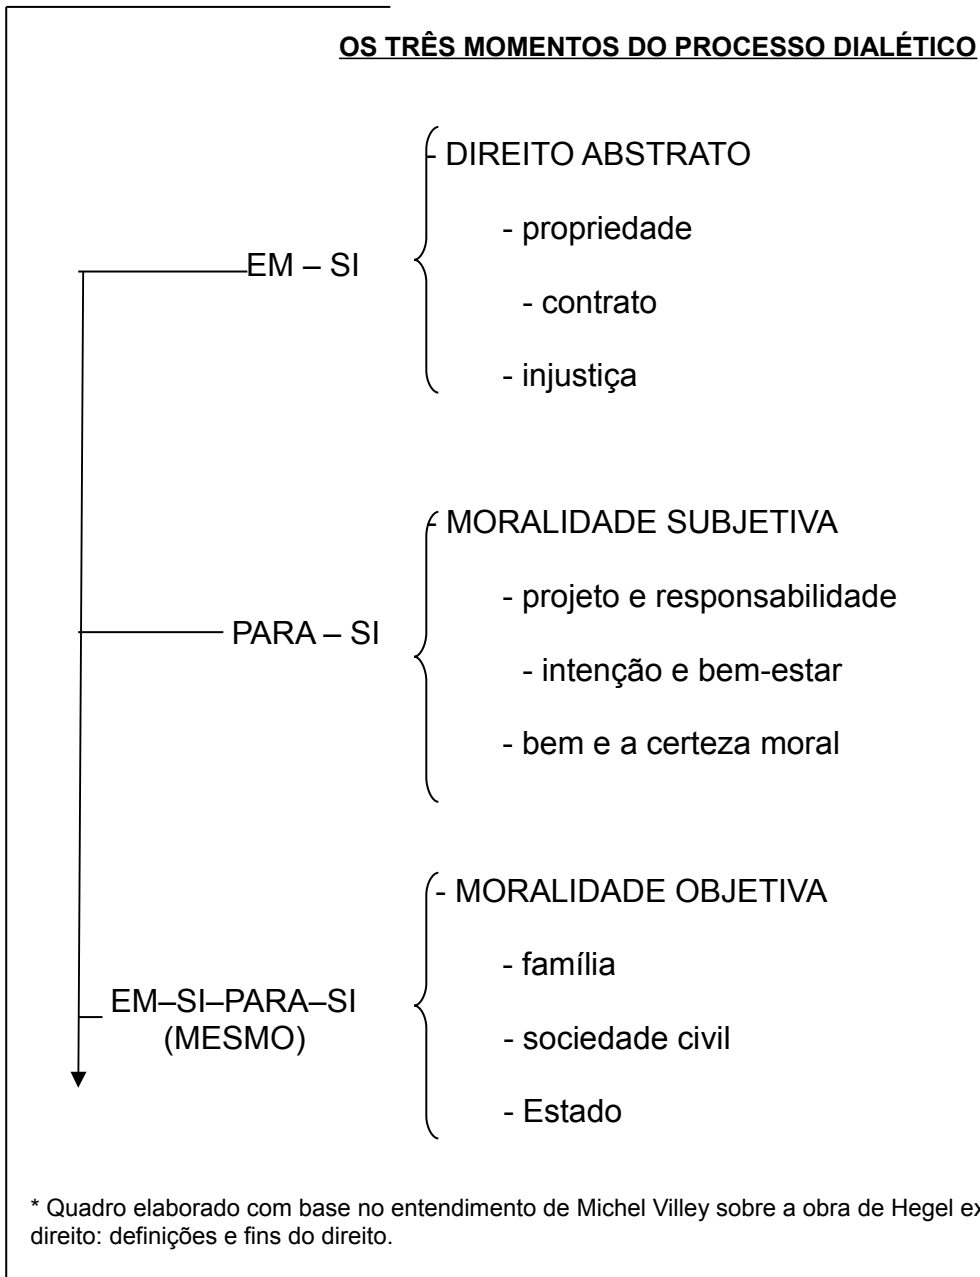 OS TRÊS MOMENTOS DO PROCESSO DIALÉTICO
- DIREITO ABSTRATO
- propriedade
EM – SI
- contrato
- injustiça
- MORALIDADE SUBJETIVA
- projeto e responsabilidade
PARA – SI
- intenção e bem-estar
- bem e a certeza moral
- MORALIDADE OBJETIVA
- família
EM–SI–PARA–SI
(MESMO)
- sociedade civil
- Estado
* Quadro elaborado com base no entendimento de Michel Villey sobre a obra de Hegel
direito: definições e fins do direito.